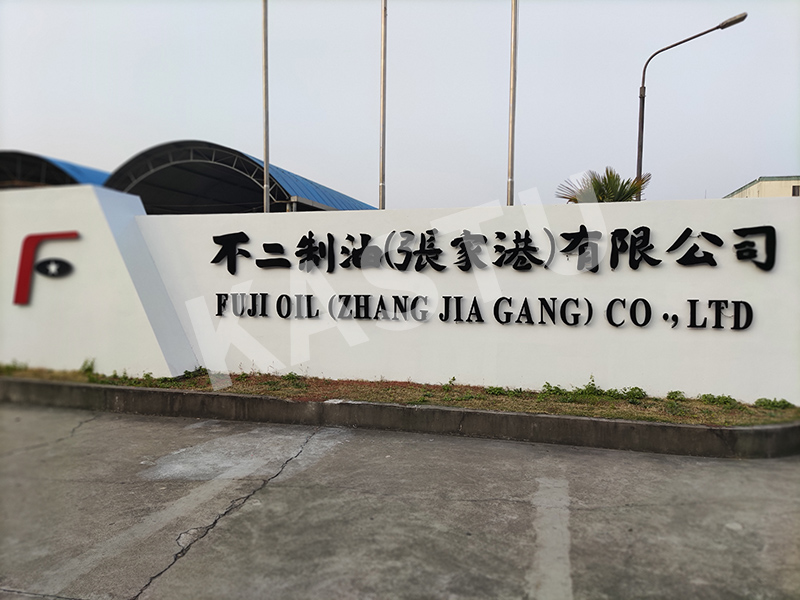 不二制油(張家港)有限公司
FUJI OIL (ZHANG JIA GANG) CO .,LTD
KASTU
F